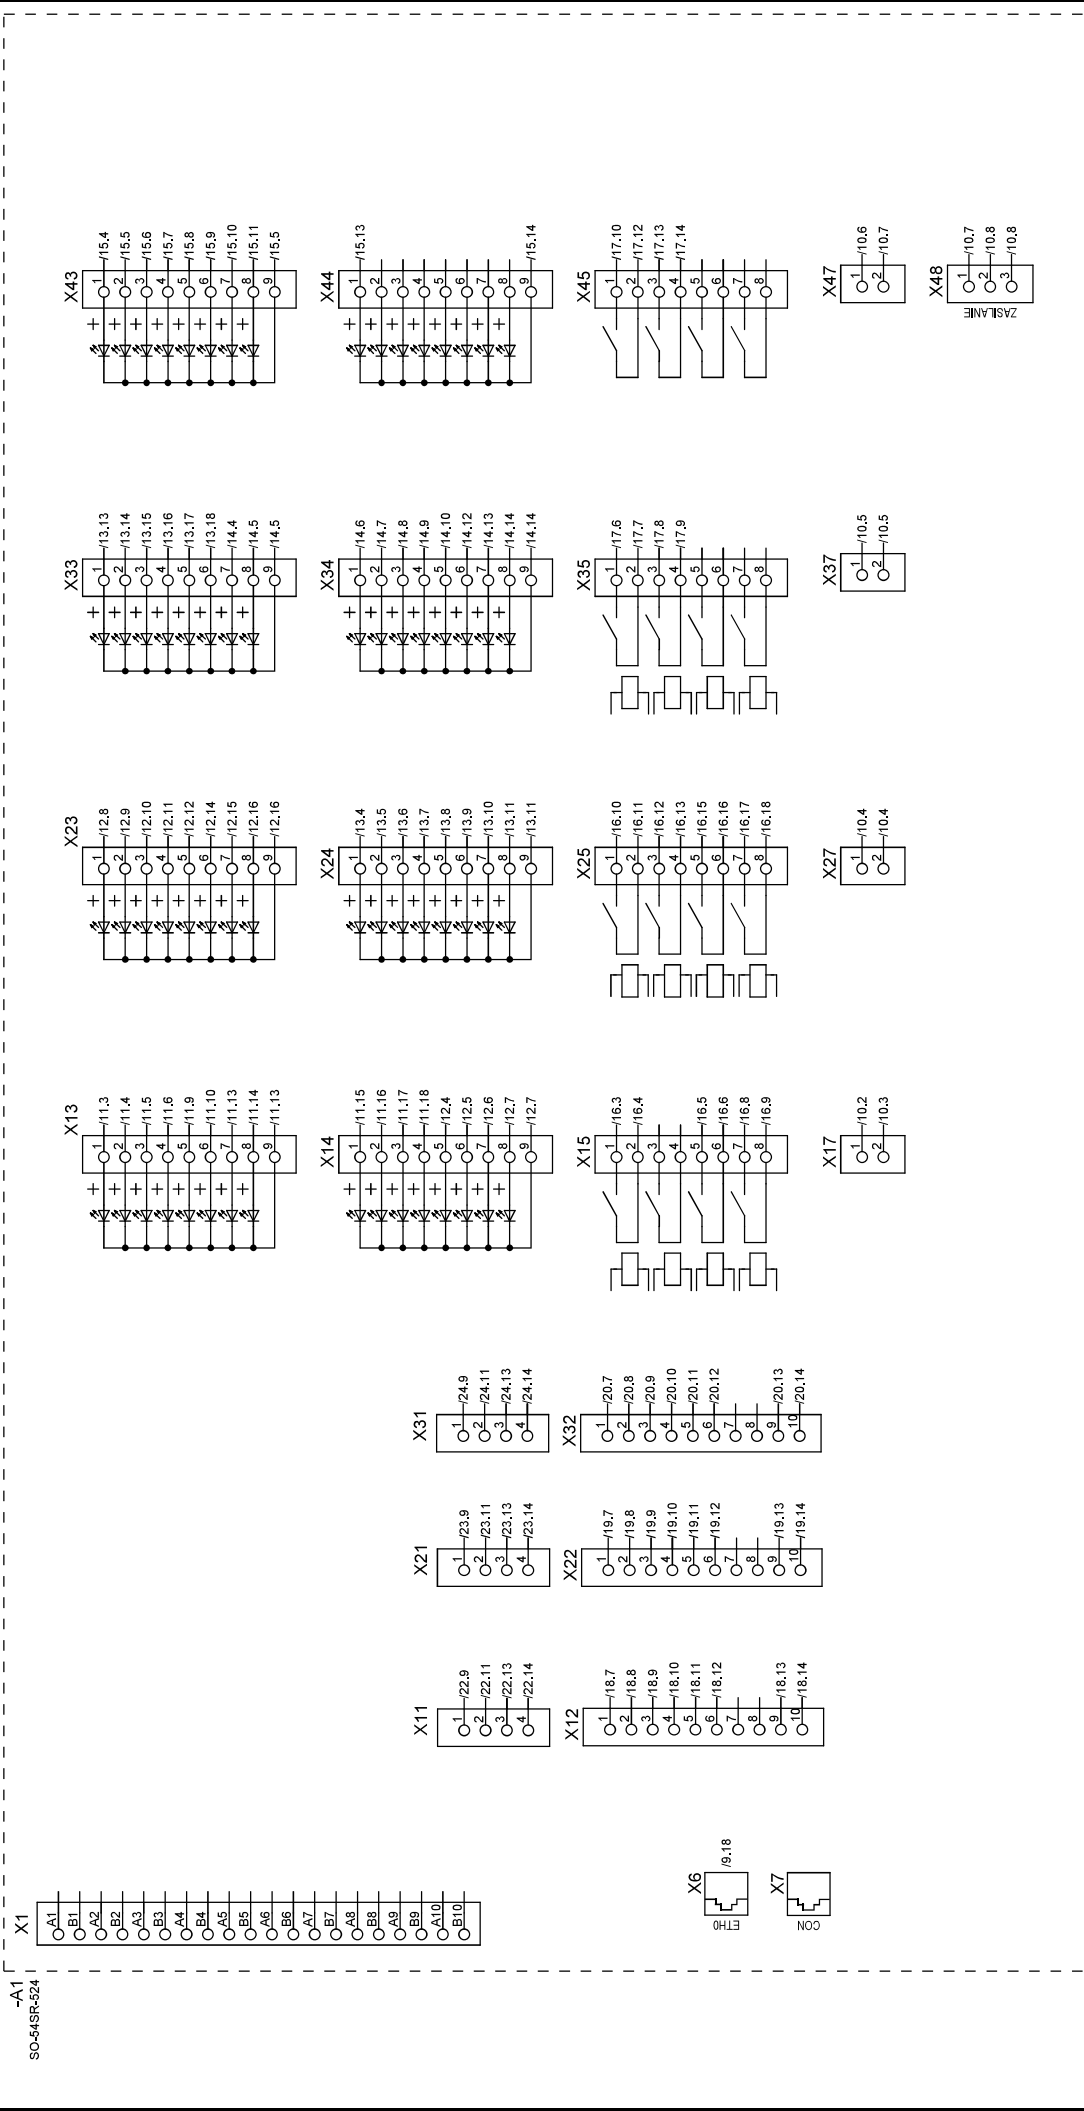 -A1
SO-54SR-524
X1
A1
B1
A2
B2
A3
B3
A4
B4
A5
B5
A6
B6
A7
B7
A8
B8
A9
B9
A10
B10
X6
/9.18
ETH0
X7
CON
X11
1 /22.9
2 /22.11
3 /22.13
4 /22.14
X12
1 /18.7
2 /18.8
3 /18.9
4 /18.10
5 /18.11
6 /18.12
7
8
9 /18.13
10 /18.14
X21
1 /23.9
2 /23.11
3 /23.13
4 /23.14
X22
1 /19.7
2 /19.8
3 /19.9
4 /19.10
5 /19.11
6 /19.12
7
8
9 /19.13
10 /19.14
X31
1 /24.9
2 /24.11
3 /24.13
4 /24.14
X32
1 /20.7
2 /20.8
3 /20.9
4 /20.10
5 /20.11
6 /20.12
7
8
9 /20.13
10 /20.14
X13
+ 1 /11.3
+ 2 /11.4
+ 3 /11.5
+ 4 /11.6
+ 5 /11.9
+ 6 /11.10
+ 7 /11.13
+ 8 /11.14
9 /11.13
X14
+ 1 /11.15
+ 2 /11.16
+ 3 /11.17
+ 4 /11.18
+ 5 /12.4
+ 6 /12.5
+ 7 /12.6
+ 8 /12.7
9 /12.7
X15
1 /16.3
2 /16.4
3
4
5 /16.5
6 /16.6
7 /16.8
8 /16.9
X17
1 /10.2
2 /10.3
X23
+ 1 /12.8
+ 2 /12.9
+ 3 /12.10
+ 4 /12.11
+ 5 /12.12
+ 6 /12.14
+ 7 /12.15
+ 8 /12.16
9 /12.16
X24
+ 1 /13.4
+ 2 /13.5
+ 3 /13.6
+ 4 /13.7
+ 5 /13.8
+ 6 /13.9
+ 7 /13.10
+ 8 /13.11
9 /13.11
X25
1 /16.10
2 /16.11
3 /16.12
4 /16.13
5 /16.15
6 /16.16
7 /16.17
8 /16.18
X27
1 /10.4
2 /10.4
X33
+ 1 /13.13
+ 2 /13.14
+ 3 /13.15
+ 4 /13.16
+ 5 /13.17
+ 6 /13.18
+ 7 /14.4
+ 8 /14.5
9 /14.5
X34
+ 1 /14.6
+ 2 /14.7
+ 3 /14.8
+ 4 /14.9
+ 5 /14.10
+ 6 /14.12
+ 7 /14.13
+ 8 /14.14
9 /14.14
X35
1 /17.6
2 /17.7
3 /17.8
4 /17.9
5
6
7
8
X37
1 /10.5
2 /10.5
X43
+ 1 /15.4
+ 2 /15.5
+ 3 /15.6
+ 4 /15.7
+ 5 /15.8
+ 6 /15.9
+ 7 /15.10
+ 8 /15.11
9 /15.5
X44
+ 1 /15.13
+ 2
+ 3
+ 4
+ 5
+ 6
+ 7
+ 8
9 /15.14
X45
1 /17.10
2 /17.12
3 /17.13
4 /17.14
5
6
7
8
X47
1 /10.6
2 /10.7
X48
1 /10.7
2 /10.8
3 /10.8
ZASILANIE